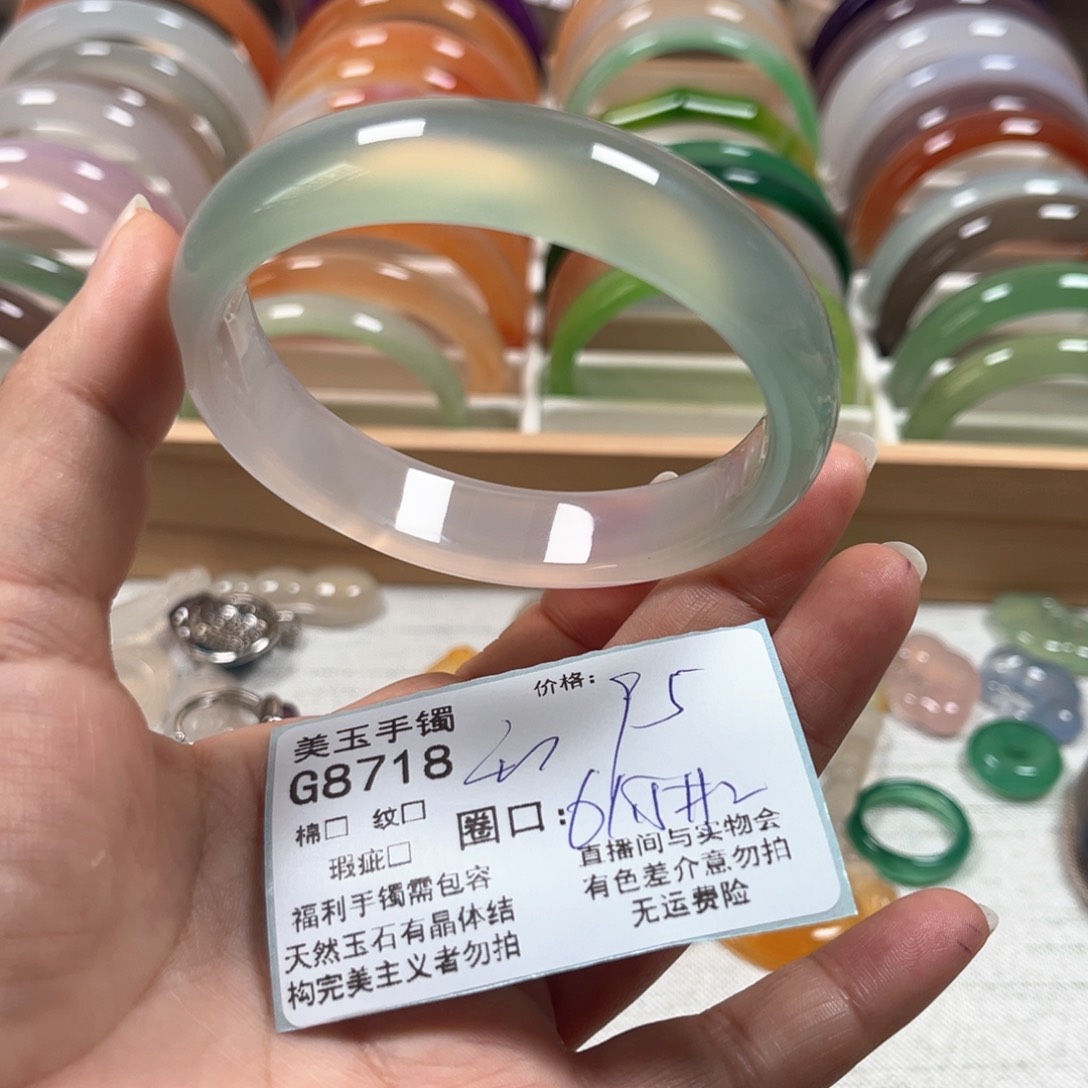 价格: 95
美玉手镯
G8718
棉□ 纹□ 圈口:
瑕疵□
直播间与实物会
有色差介意勿拍
无运费险
福利手镯需包容
天然玉石有晶体结
构完美主义者勿拍